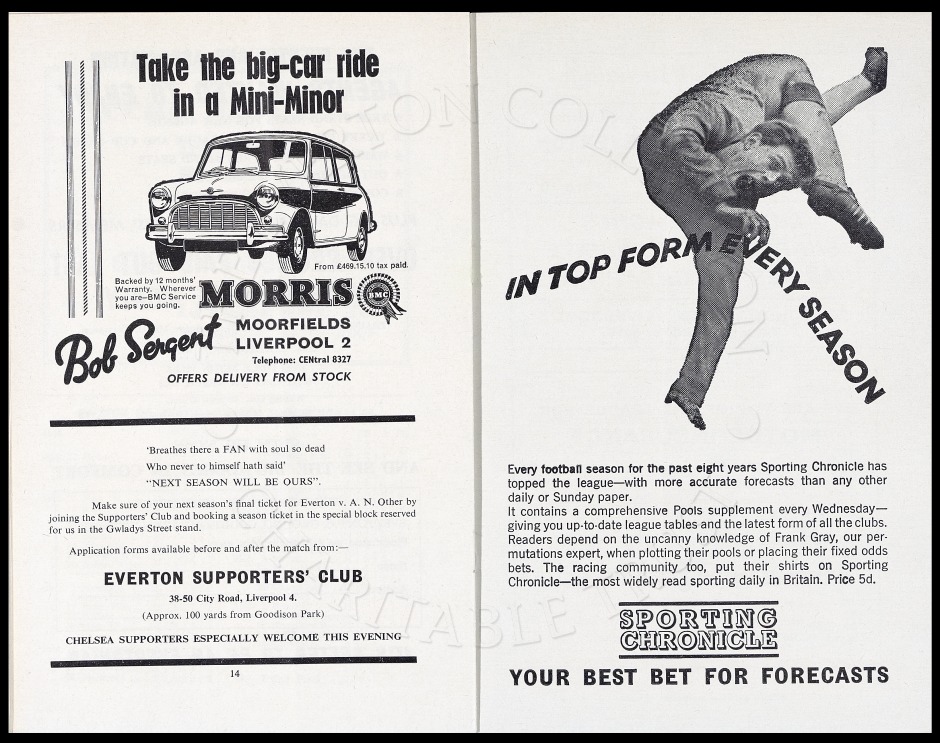 Take the big-car ride
in a Mini-Minor
From £469.15.10 tax paid.
Backed by 12 months'
Warranty. Wherever
you are—BMC Service
keeps you going.
MORRIS
BMC
Bob Sergent
MOORFIELDS
LIVERPOOL 2
Telephone: CENtral 8327
OFFERS DELIVERY FROM STOCK
'Breathes there a FAN with soul so dead
Who never to himself hath said'
"NEXT SEASON WILL BE OURS".
Make sure of your next season's final ticket for Everton v. A. N. Other by
joining the Supporters' Club and booking a season ticket in the special block reserved
for us in the Gwladys Street stand.
Application forms available before and after the match from:—
EVERTON SUPPORTERS' CLUB
38-50 City Road, Liverpool 4.
(Approx. 100 yards from Goodison Park)
CHELSEA SUPPORTERS ESPECIALLY WELCOME THIS EVENING
14
IN TOP FORM EVERY SEASON
Every football season for the past eight years Sporting Chronicle has
topped the league—with more accurate forecasts than any other
daily or Sunday paper.
It contains a comprehensive Pools supplement every Wednesday—
giving you up-to-date league tables and the latest form of all the clubs.
Readers depend on the uncanny knowledge of Frank Gray, our per-
mutations expert, when plotting their pools or placing their fixed odds
bets. The racing community too, put their shirts on Sporting
Chronicle—the most widely read sporting daily in Britain. Price 5d.
SPORTING
CHRONICLE
YOUR BEST BET FOR FORECASTS